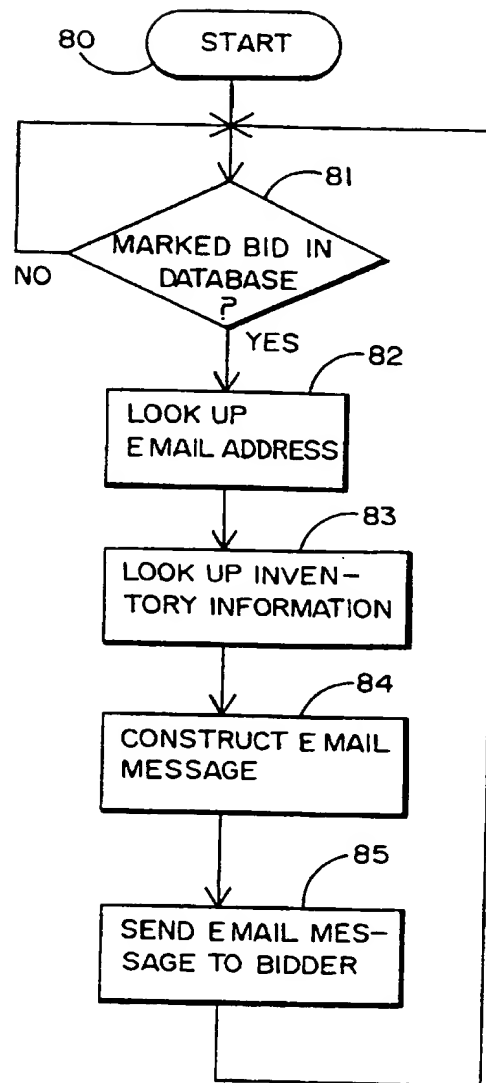 80
START
81
MARKED BID IN
DATABASE
?
NO
YES
82
LOOK UP
E MAIL ADDRESS
83
LOOK UP INVEN-
TORY INFORMATION
84
CONSTRUCT E MAIL
MESSAGE
85
SEND E MAIL MES-
SAGE TO BIDDER